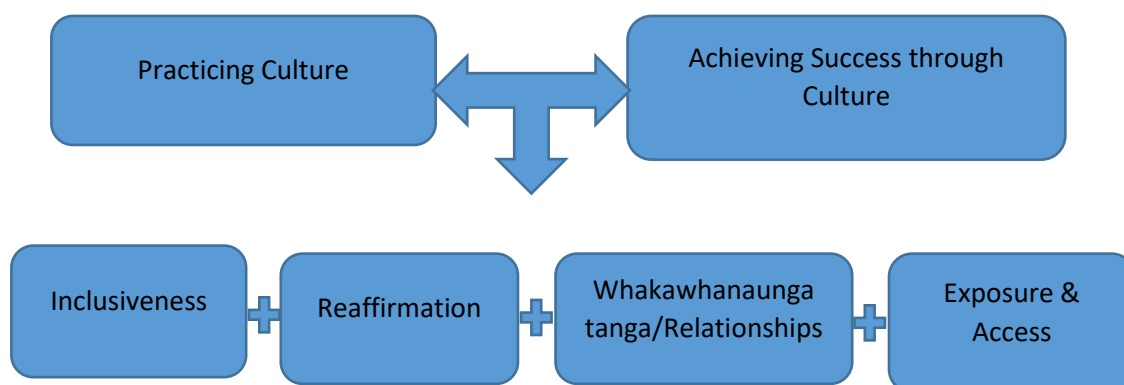 Practicing Culture
Achieving Success through
Culture
Inclusiveness
Reaffirmation
Whakawhanaunga
tanga/Relationships
Exposure &
Access